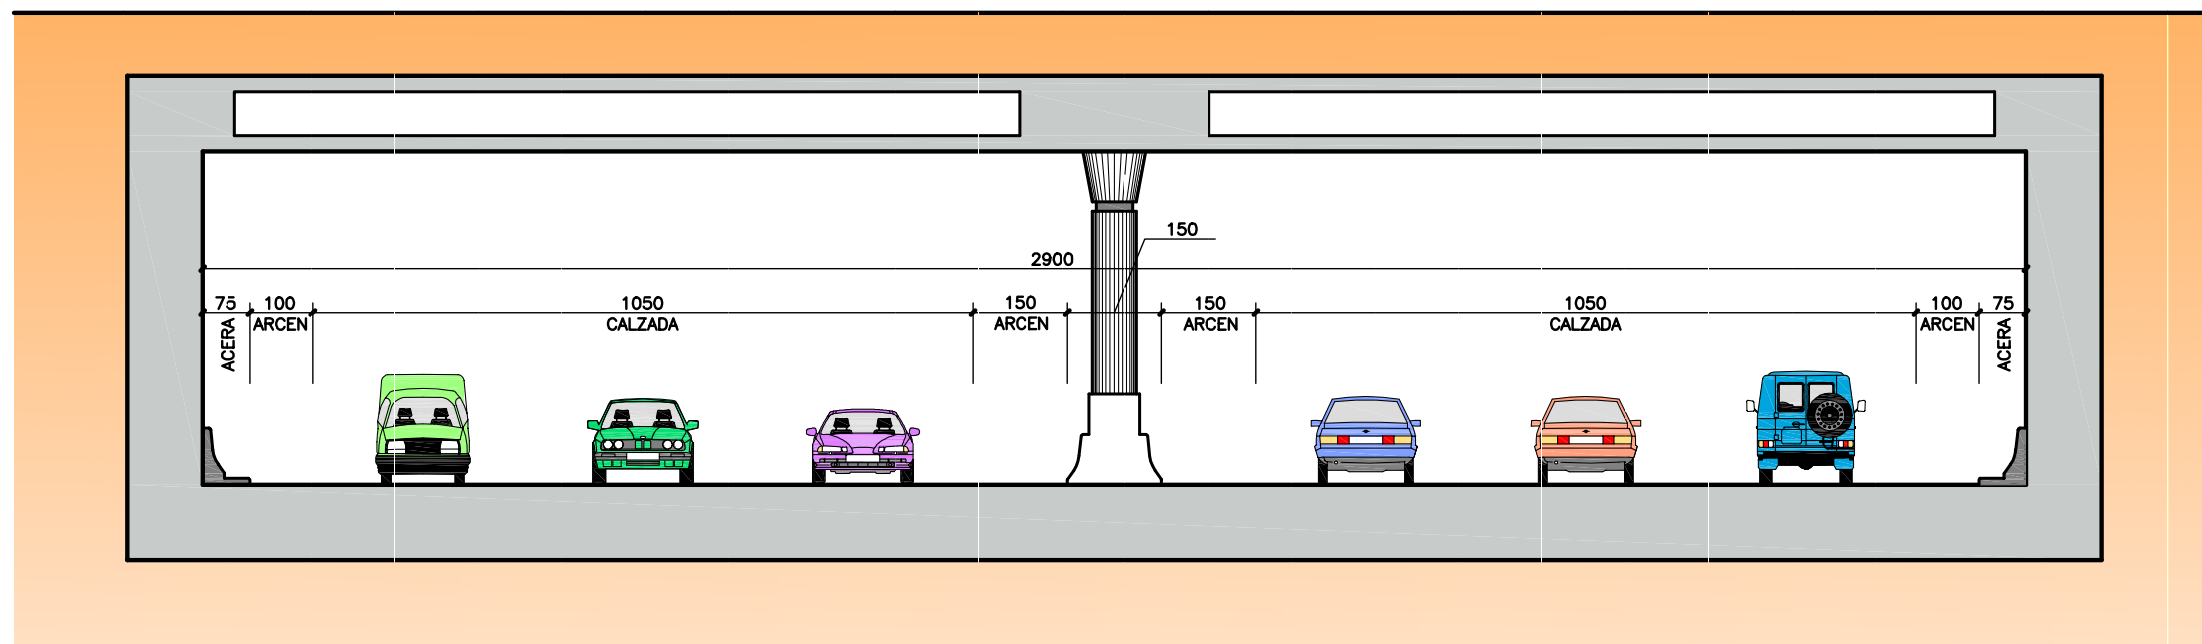 150
2900
75 100 1050 150 150 1050 100 75
ACERA ARCEN CALZADA ARCEN ARCEN CALZADA ARCEN ACERA